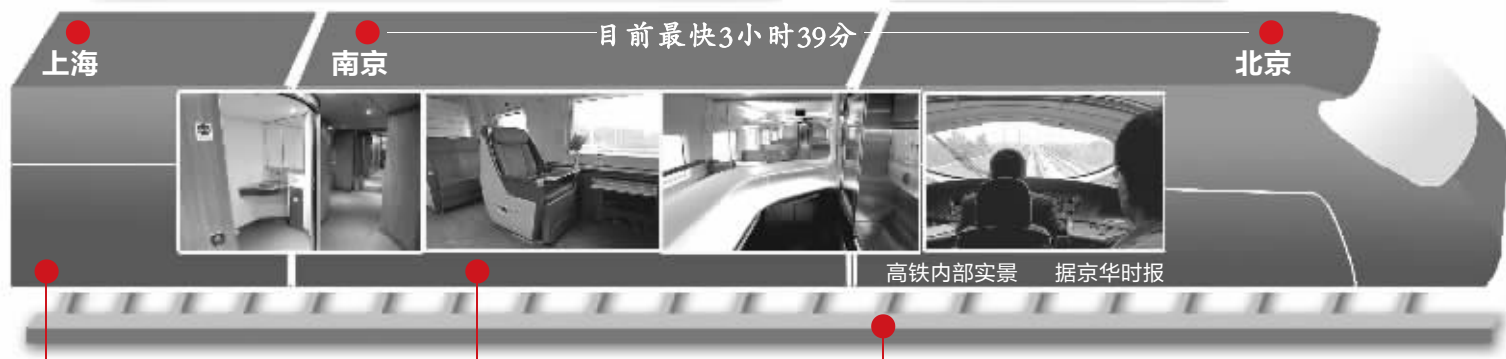 目前最快3小时39分
上海
南京
北京
高铁内部实景 据京华时报